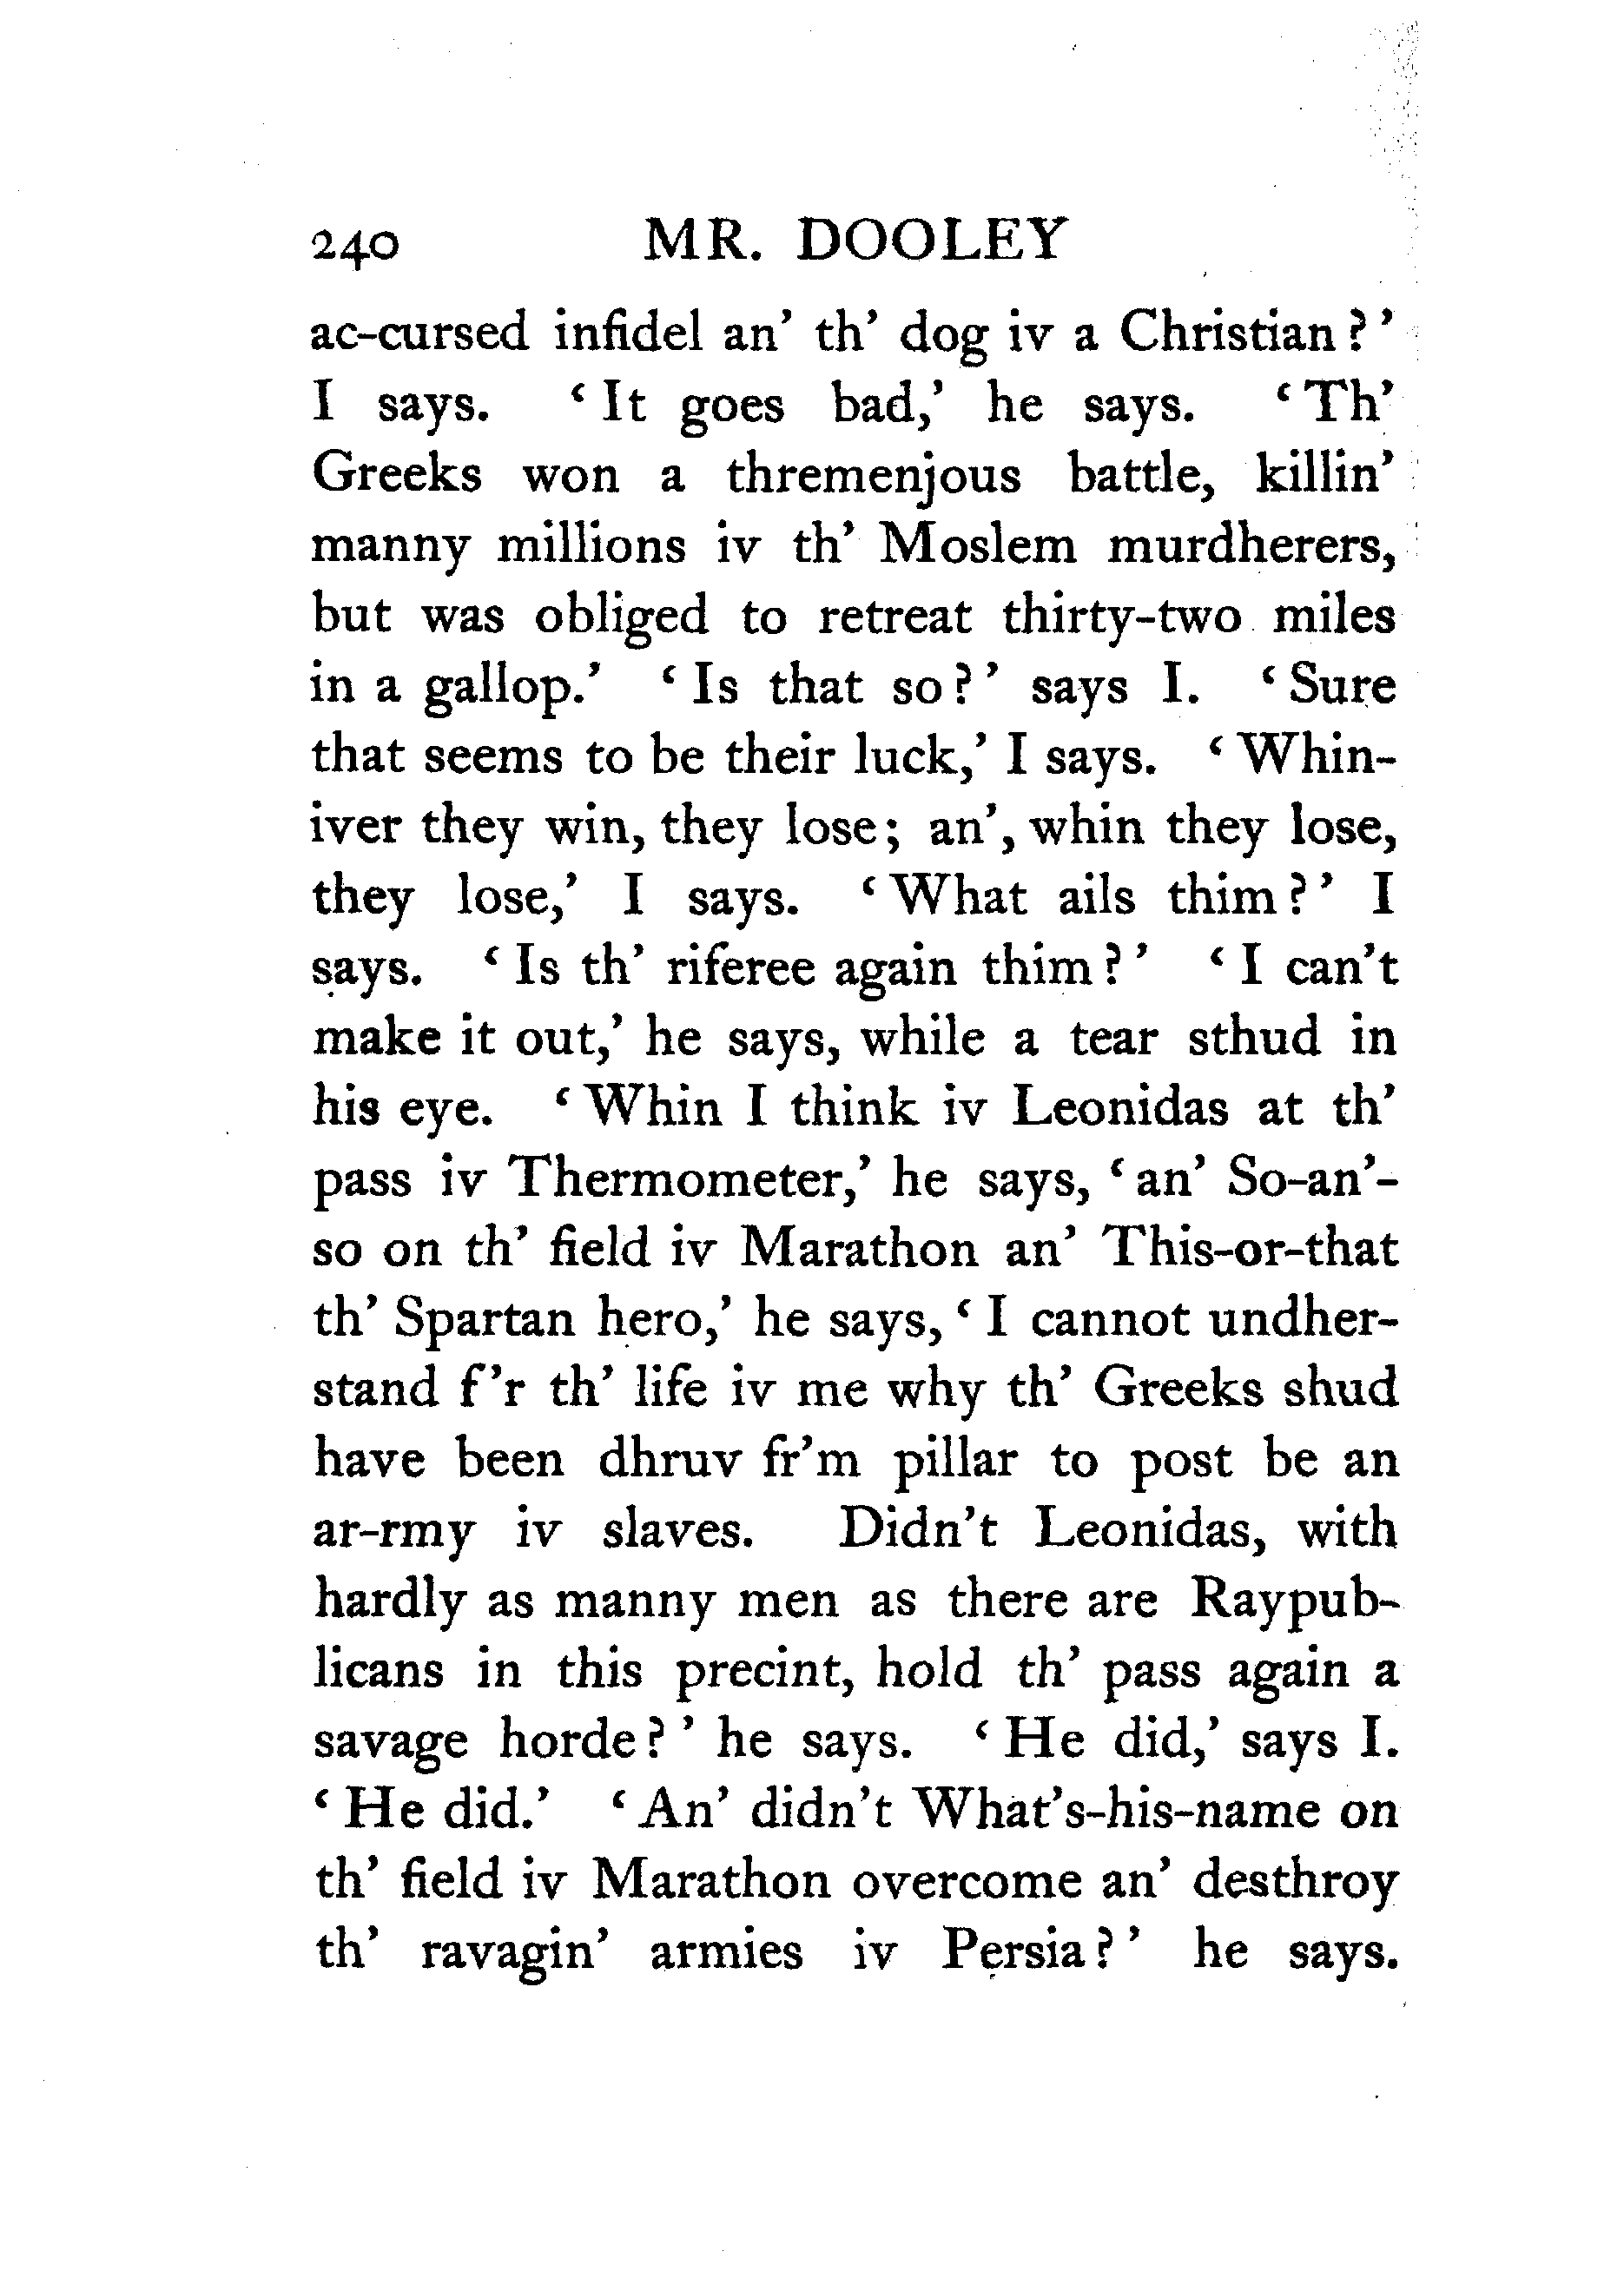 240 MR. DOOLEY
ac-cursed infidel an’ th’ dog iv a Christian?’
I says. ‘It goes bad,’ he says. ‘Th’
Greeks won a thremenjous battle, killin’
manny millions iv th’ Moslem murdherers,
but was obliged to retreat thirty-two miles
in a gallop.’ ‘Is that so?’ says I. ‘Sure
that seems to be their luck,’ I says. ‘Whin-
iver they win, they lose; an’, whin they lose,
they lose,’ I says. ‘What ails thim?’ I
says. ‘Is th’ riferee again thim?’ ‘I can’t
make it out,’ he says, while a tear sthud in
his eye. ‘Whin I think iv Leonidas at th’
pass iv Thermometer,’ he says, ‘an’ So-an’-
so on th’ field iv Marathon an’ This-or-that
th’ Spartan hero,’ he says, ‘I cannot undher-
stand f’r th’ life iv me why th’ Greeks shud
have been dhruv fr’m pillar to post be an
ar-rmy iv slaves. Didn’t Leonidas, with
hardly as manny men as there are Raypub-
licans in this precint, hold th’ pass again a
savage horde?’ he says. ‘He did,’ says I.
‘He did.’ ‘An’ didn’t What’s-his-name on
th’ field iv Marathon overcome an’ desthroy
th’ ravagin’ armies iv Persia?’ he says.